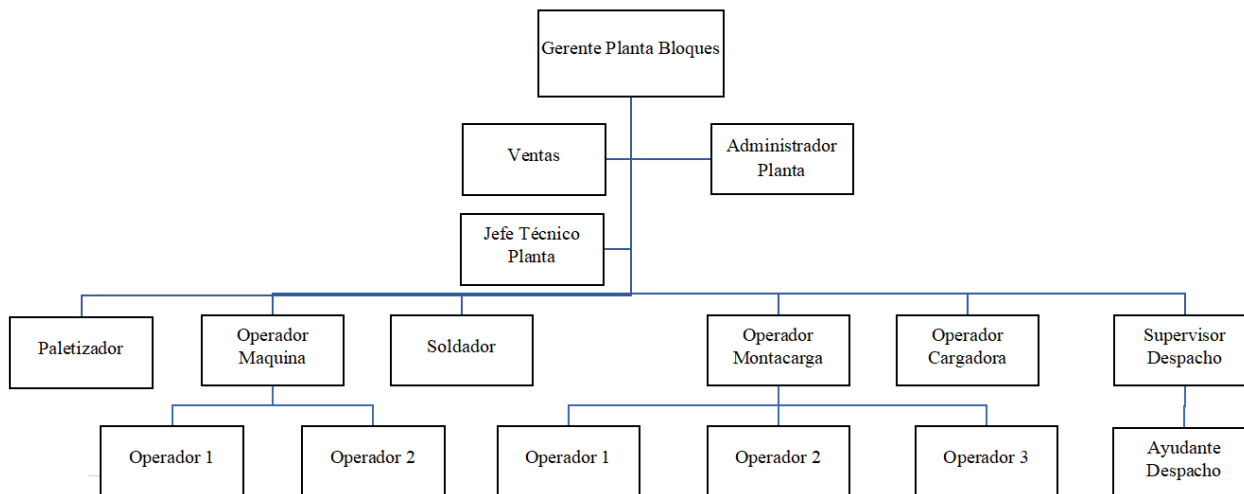 Gerente Planta Bloques
Ventas
Administrador
Planta
Jefe Técnico
Planta
Paletizador
Operador
Maquina
Soldador
Operador
Montacarga
Operador
Cargadora
Supervisor
Despacho
Operador 1
Operador 2
Operador 1
Operador 2
Operador 3
Ayudante
Despacho